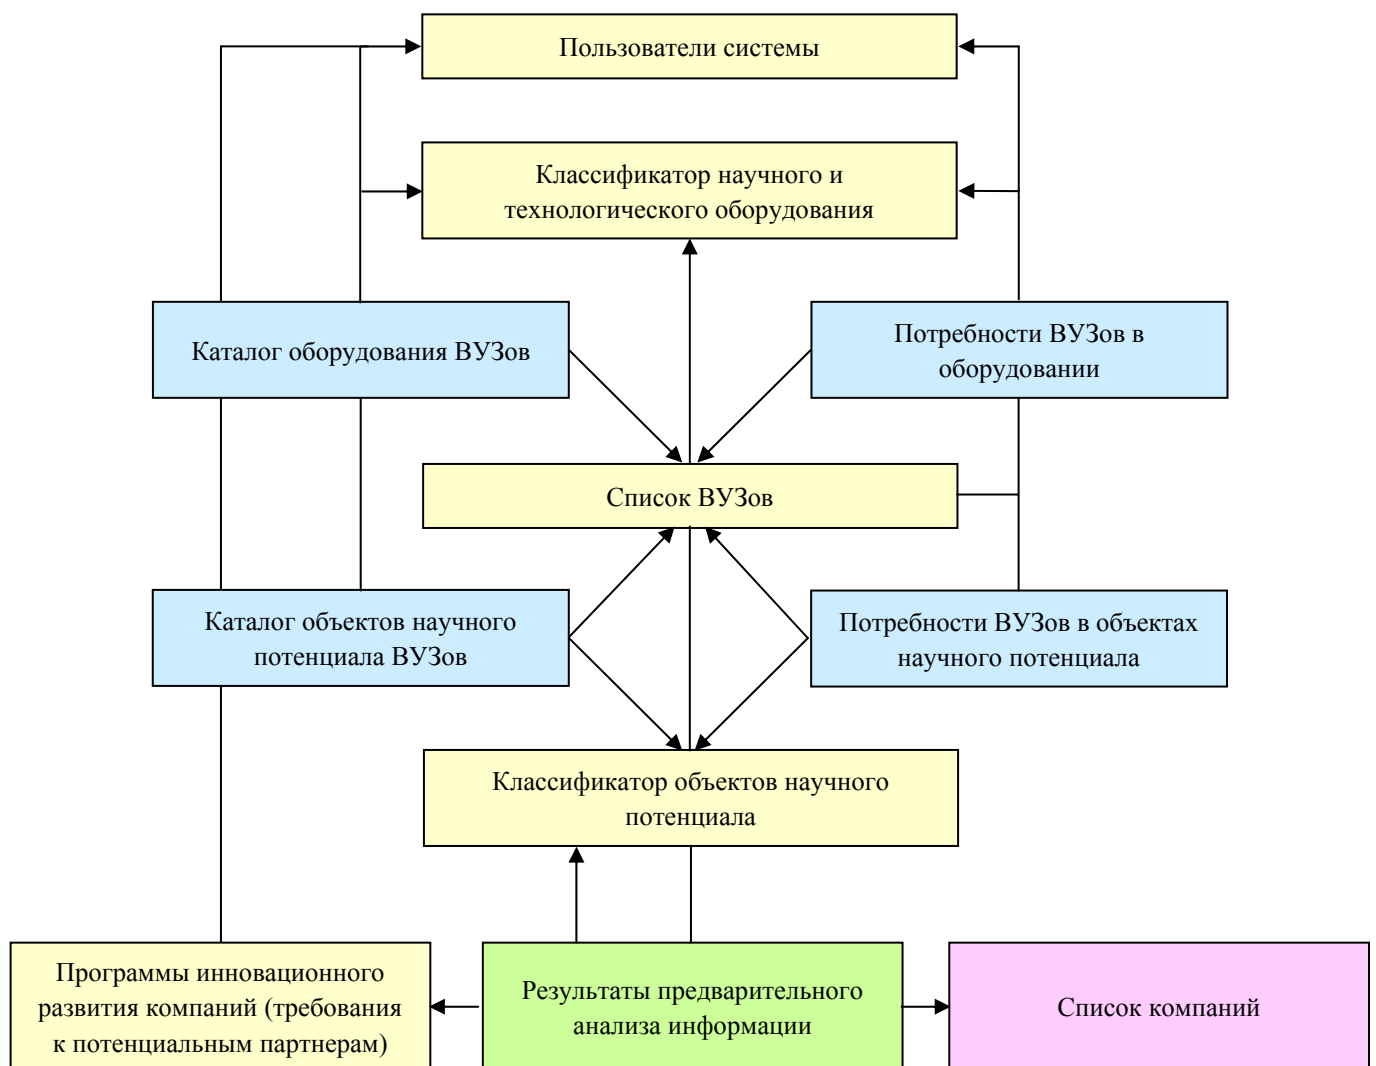 Пользователи системы
Классификатор научного и
технологического оборудования
Каталог оборудования ВУЗов
Потребности ВУЗов в
оборудовании
Список ВУЗов
Каталог объектов научного
потенциала ВУЗов
Потребности ВУЗов в объектах
научного потенциала
Классификатор объектов научного
потенциала
Программы инновационного
развития компаний (требования
к потенциальным партнерам)
Результаты предварительного
анализа информации
Список компаний